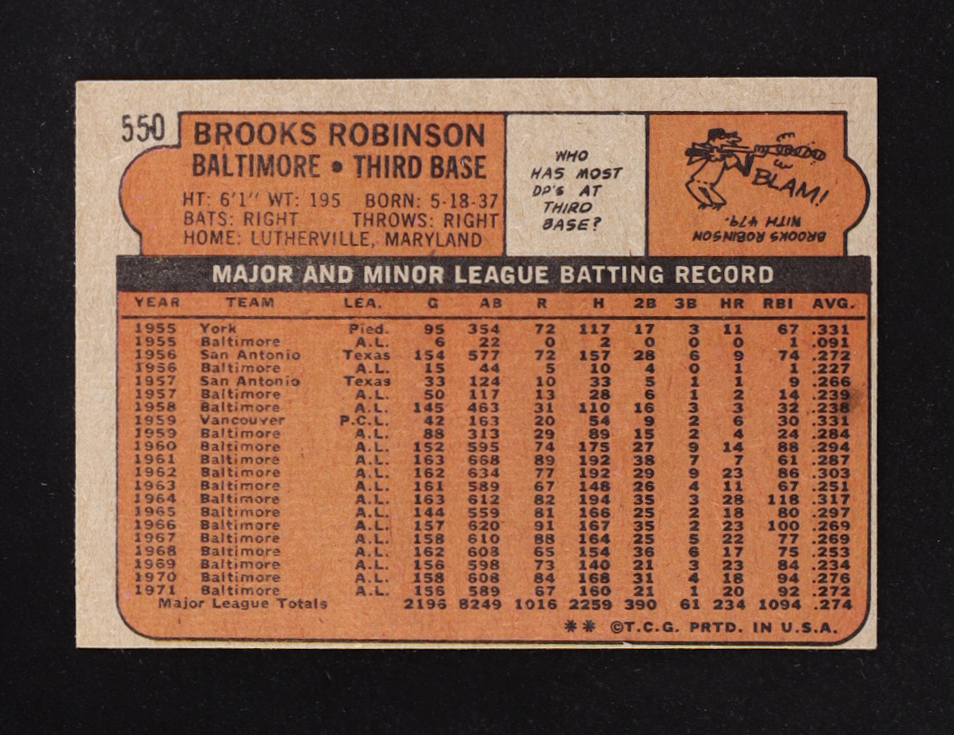 550
BROOKS ROBINSON
BALTIMORE • THIRD BASE
HT: 6'1" WT: 195 BORN: 5-18-37
BATS: RIGHT THROWS: RIGHT
HOME: LUTHERVILLE, MARYLAND
WHO
HAS MOST
DP'S AT
THIRD
BASE?
BLAM!
BROOKS ROBINSON
WITH 479.
MAJOR AND MINOR LEAGUE BATTING RECORD
YEAR TEAM LEA. G AB R H 2B 3B HR RBI AVG.
1955 York Pied. 95 354 72 117 17 3 11 67 .331
1955 Baltimore A.L. 6 22 0 2 0 0 0 1 .091
1956 San Antonio Texas 154 577 72 157 28 6 9 74 .272
1956 Baltimore A.L. 15 44 5 10 4 0 1 1 .227
1957 San Antonio Texas 33 124 10 33 5 1 1 9 .266
1957 Baltimore A.L. 50 117 13 28 6 1 2 14 .239
1958 Baltimore A.L. 145 463 31 110 16 3 3 32 .238
1959 Vancouver P.C.L. 42 163 20 54 9 2 6 30 .331
1959 Baltimore A.L. 88 313 29 89 15 2 4 24 .284
1960 Baltimore A.L. 152 595 74 175 27 9 14 88 .294
1961 Baltimore A.L. 163 668 89 192 38 7 7 61 .287
1962 Baltimore A.L. 162 634 77 192 29 9 23 86 .303
1963 Baltimore A.L. 161 589 67 148 26 4 11 67 .251
1964 Baltimore A.L. 163 612 82 194 35 3 28 118 .317
1965 Baltimore A.L. 144 559 81 166 25 2 18 80 .297
1966 Baltimore A.L. 157 620 91 167 35 2 23 100 .269
1967 Baltimore A.L. 158 610 88 164 25 5 22 77 .269
1968 Baltimore A.L. 162 608 65 154 36 6 17 75 .253
1969 Baltimore A.L. 156 598 73 140 21 3 23 84 .234
1970 Baltimore A.L. 158 608 84 168 31 4 18 94 .276
1971 Baltimore A.L. 156 589 67 160 21 1 20 92 .272
Major League Totals 2196 8249 1016 2259 390 61 234 1094 .274
** ©T.C.G. PRTD. IN U.S.A.